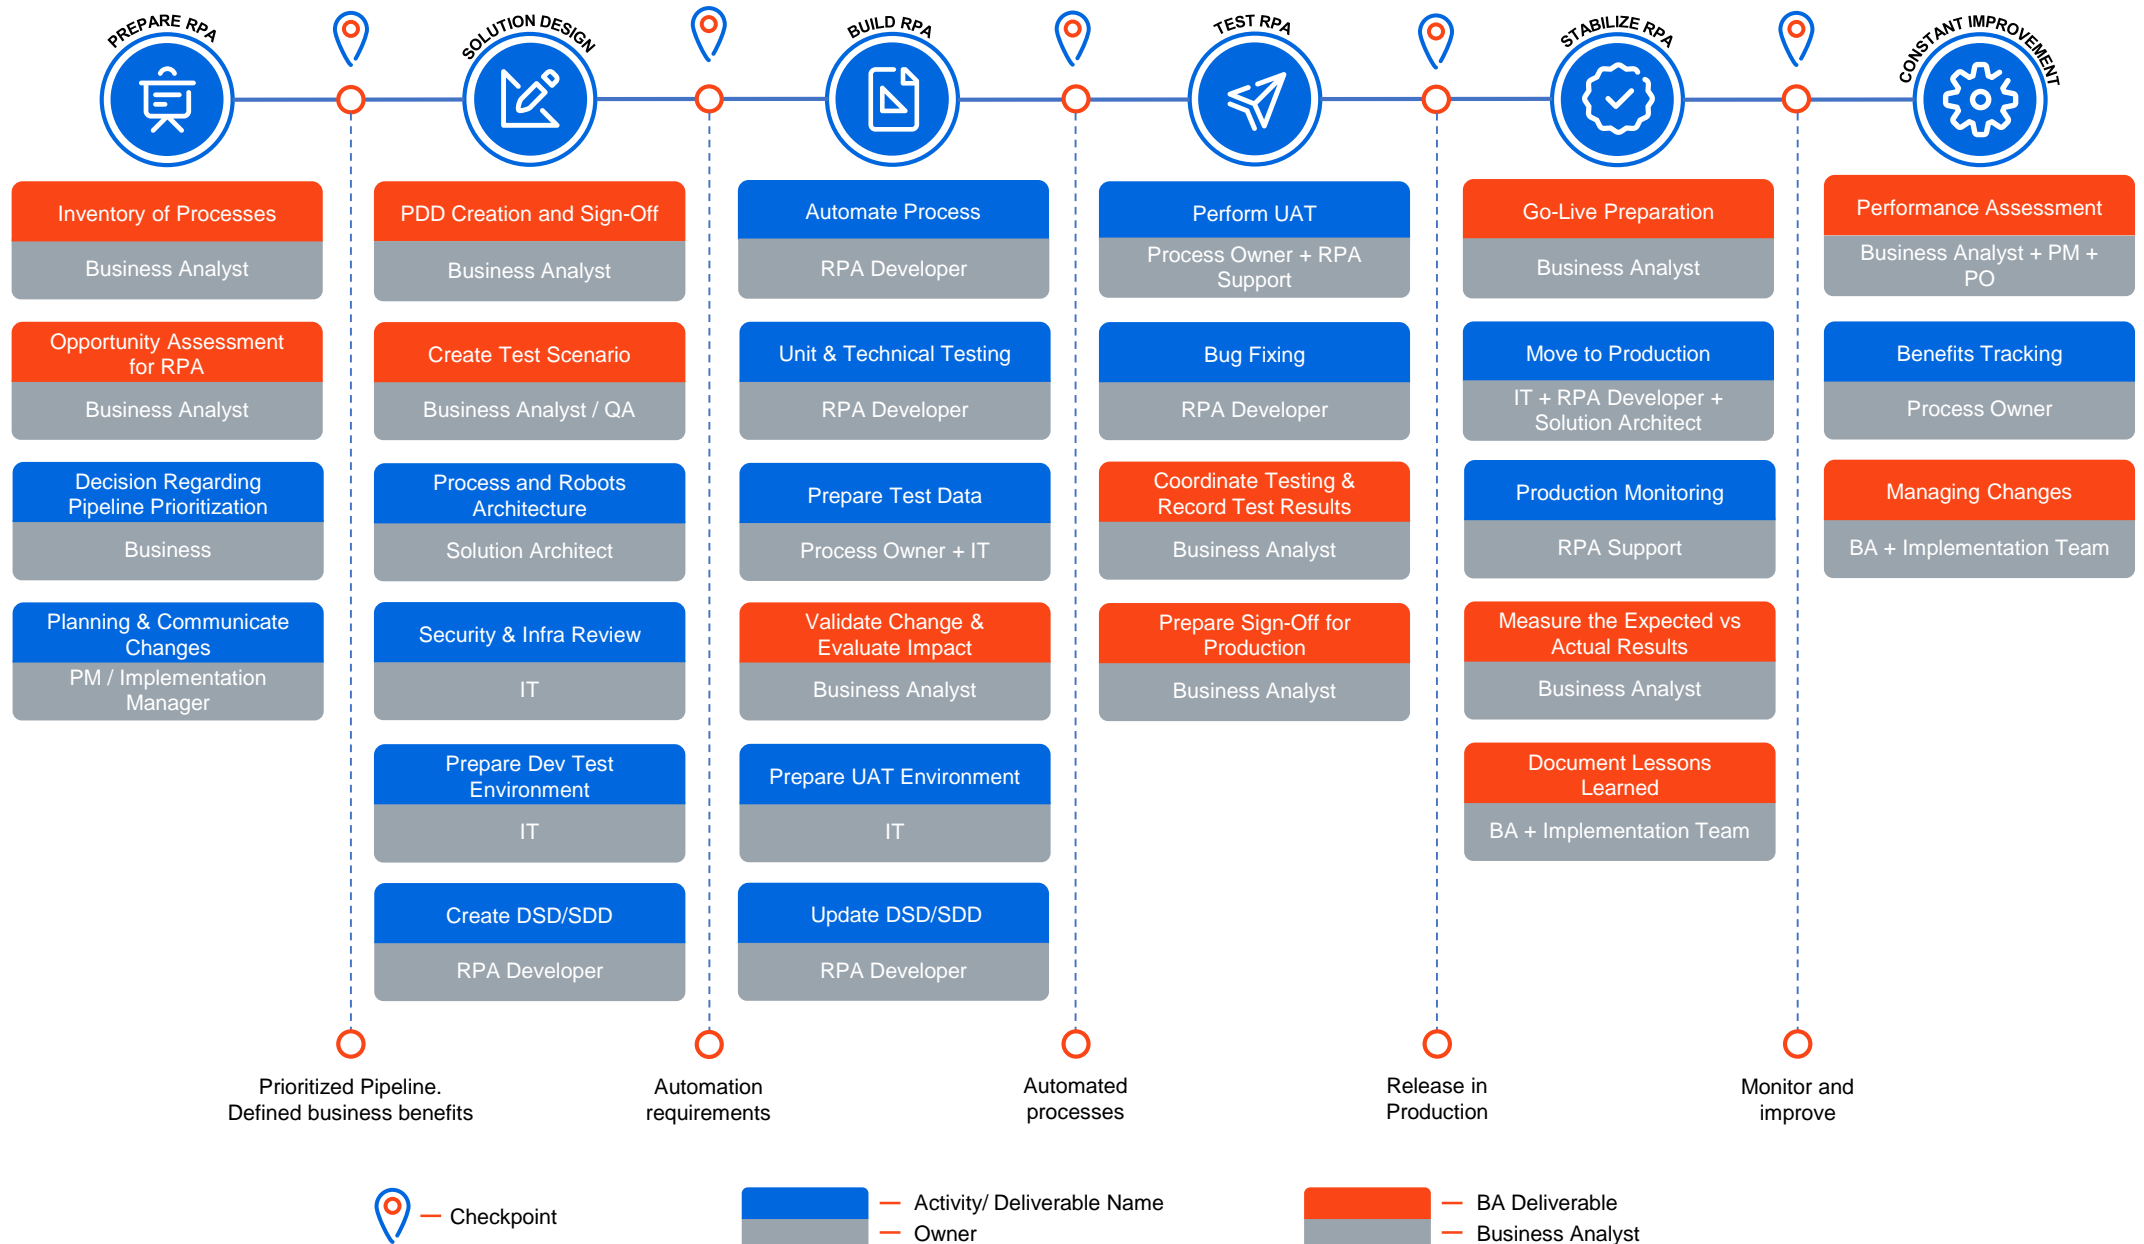 PREPARE RPA
SOLUTION DESIGN
BUILD RPA
TEST RPA
STABILIZE RPA
CONSTANT IMPROVEMENT
Inventory of Processes
Business Analyst
Opportunity Assessment
for RPA
Business Analyst
Decision Regarding
Pipeline Prioritization
Business
Planning & Communicate
Changes
PM / Implementation
Manager
PDD Creation and Sign-Off
Business Analyst
Create Test Scenario
Business Analyst / QA
Process and Robots
Architecture
Solution Architect
Security & Infra Review
IT
Prepare Dev Test
Environment
IT
Create DSD/SDD
RPA Developer
Automate Process
RPA Developer
Unit & Technical Testing
RPA Developer
Prepare Test Data
Process Owner + IT
Validate Change &
Evaluate Impact
Business Analyst
Prepare UAT Environment
IT
Update DSD/SDD
RPA Developer
Perform UAT
Process Owner + RPA
Support
Bug Fixing
RPA Developer
Coordinate Testing &
Record Test Results
Business Analyst
Prepare Sign-Off for
Production
Business Analyst
Go-Live Preparation
Business Analyst
Move to Production
IT + RPA Developer +
Solution Architect
Production Monitoring
RPA Support
Measure the Expected vs
Actual Results
Business Analyst
Document Lessons
Learned
BA + Implementation Team
Performance Assessment
Business Analyst + PM +
PO
Benefits Tracking
Process Owner
Managing Changes
BA + Implementation Team
Prioritized Pipeline.
Defined business benefits
Automation
requirements
Automated
processes
Release in
Production
Monitor and
improve
Checkpoint
Activity/ Deliverable Name
Owner
BA Deliverable
Business Analyst